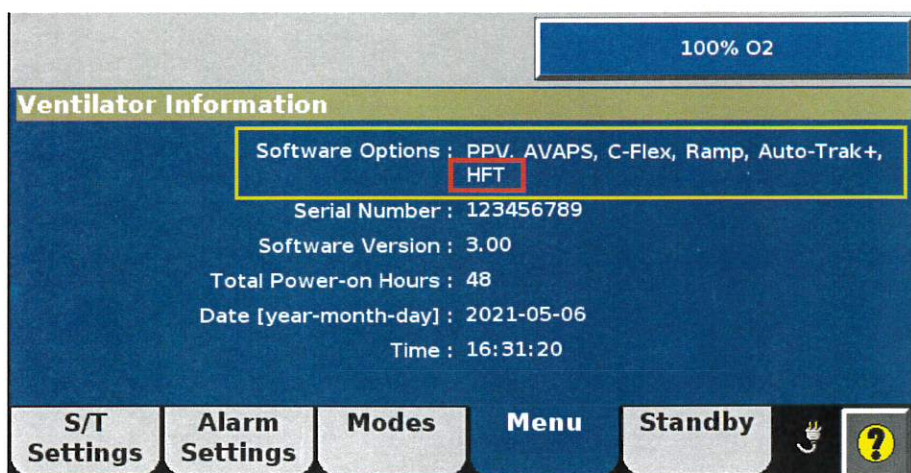 100% O2
Ventilator Information
Software Options : PPV, AVAPS, C-Flex, Ramp, Auto-Trak+,
HFT
Serial Number : 123456789
Software Version : 3.00
Total Power-on Hours : 48
Date [year-month-day] : 2021-05-06
Time : 16:31:20
S/T Settings
Alarm Settings
Modes
Menu
Standby
?